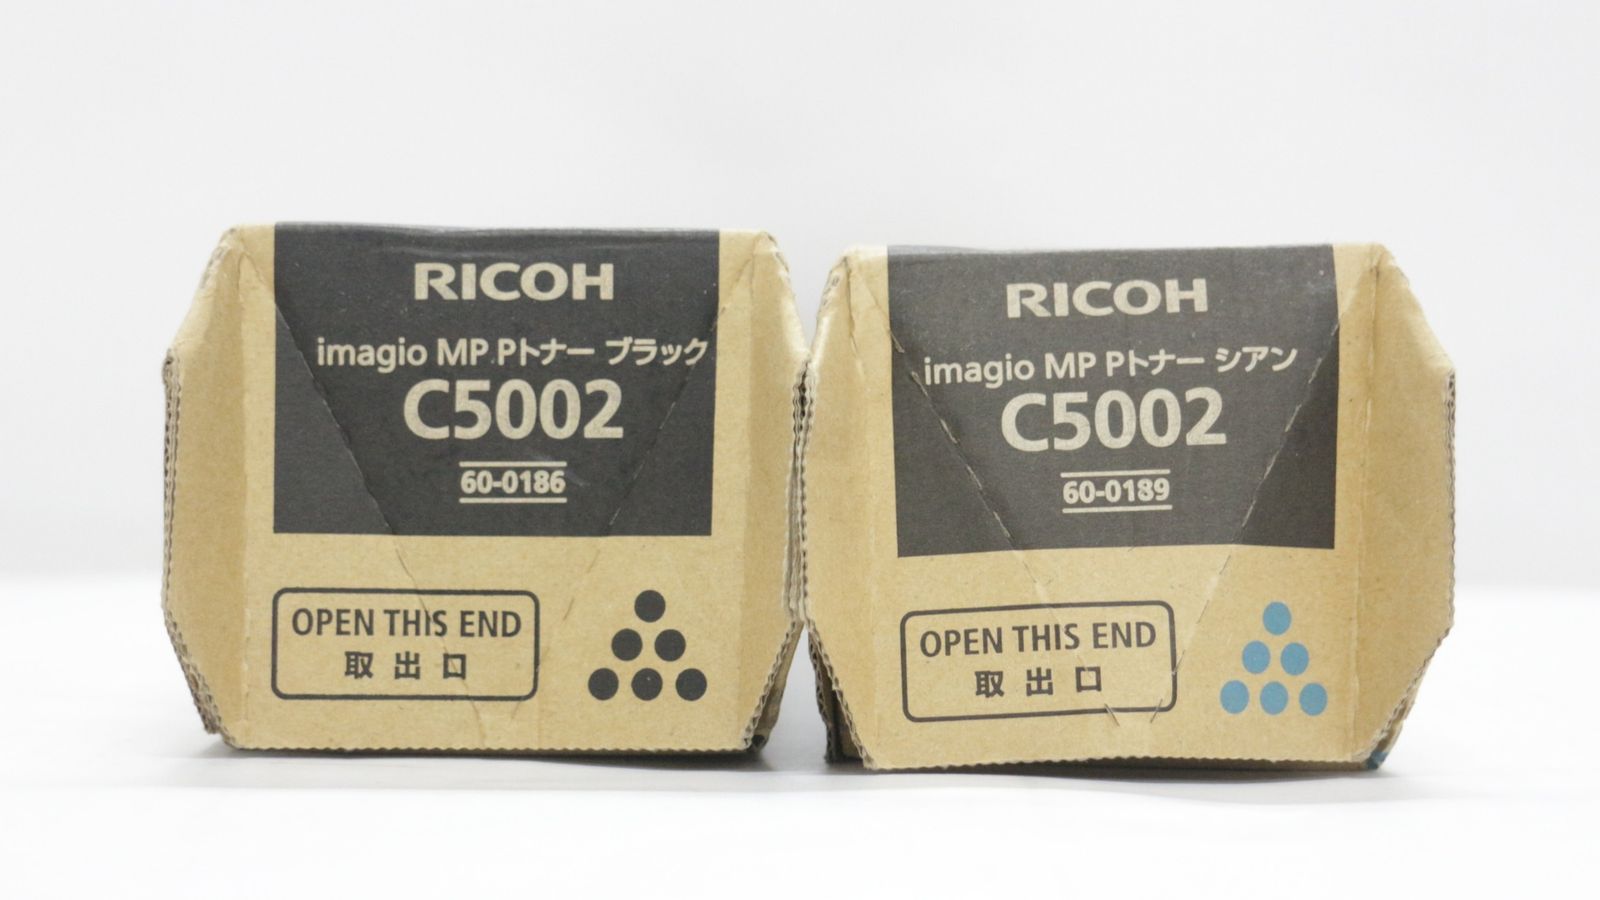 RICOH
imagio MP Pトナー ブラック
C5002
60-0186
OPEN THIS END
取出口
RICOH
imagio MP Pトナー シアン
C5002
60-0189
OPEN THIS END
取出口